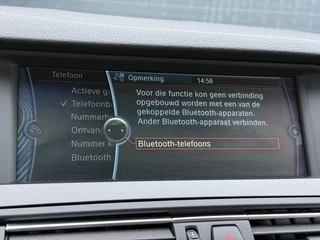 Telefoon
Opmerking
14:58
Actieve
Telefoonb
Nummerh
Ontvan
Nummer k
Bluetooth
Voor die functie kon geen verbinding
opgebouwd worden met een van de
gekoppelde Bluetooth-apparaten.
Ander Bluetooth-apparaat verbinden.
Bluetooth-telefoons